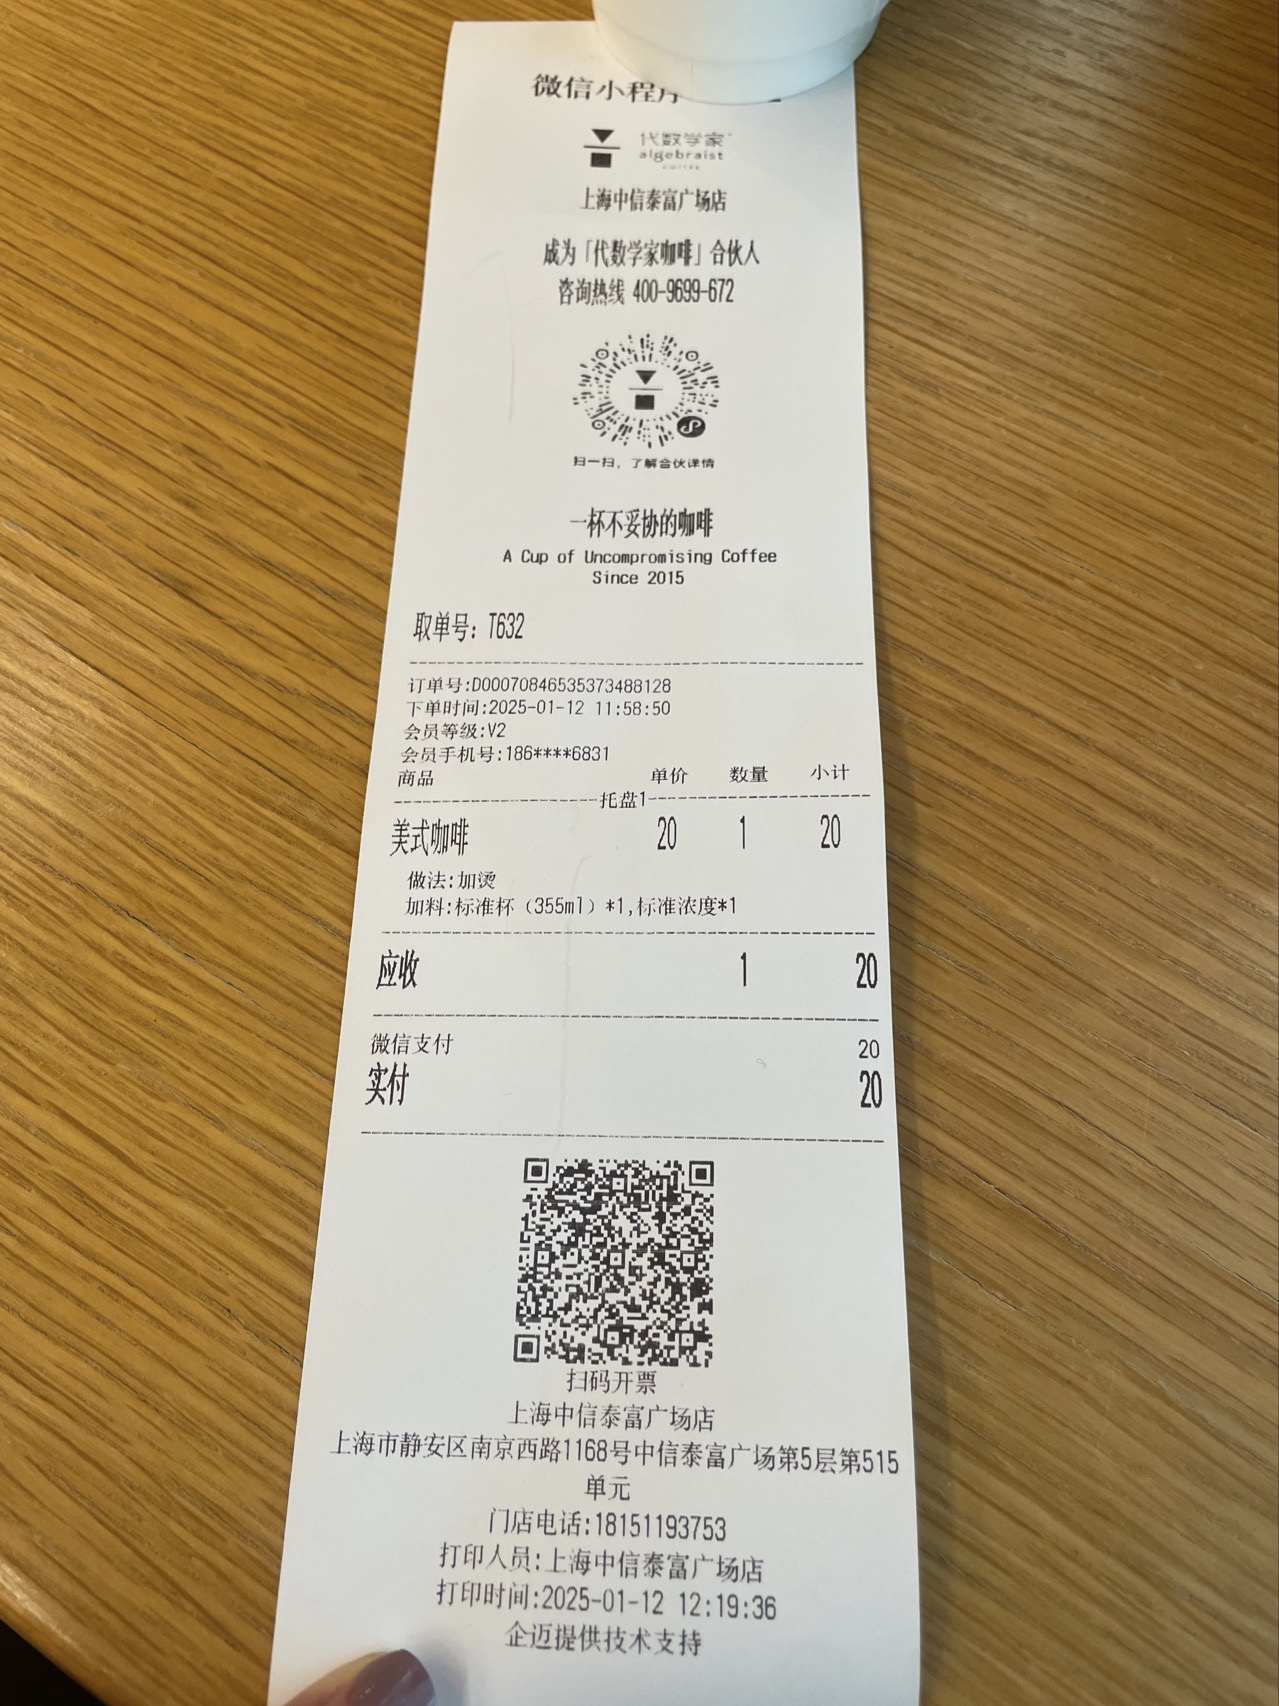 微信小程序
代数学家
algebraist
COFFEE
上海中信泰富广场店
成为「代数学家咖啡」合伙人
咨询热线 400-9699-672
扫一扫，了解合伙详情
一杯不妥协的咖啡
A Cup of Uncompromising Coffee
Since 2015
取单号：T632
订单号:D00070846535373488128
下单时间:2025-01-12 11:58:50
会员等级:V2
会员手机号:186****6831
商品 单价 数量 小计
托盘1
美式咖啡 20 1 20
做法:加烫
加料:标准杯（355ml）*1,标准浓度*1
应收 1 20
微信支付 20
实付 20
扫码开票
上海中信泰富广场店
上海市静安区南京西路1168号中信泰富广场第5层第515
单元
门店电话:18151193753
打印人员:上海中信泰富广场店
打印时间:2025-01-12 12:19:36
企迈提供技术支持